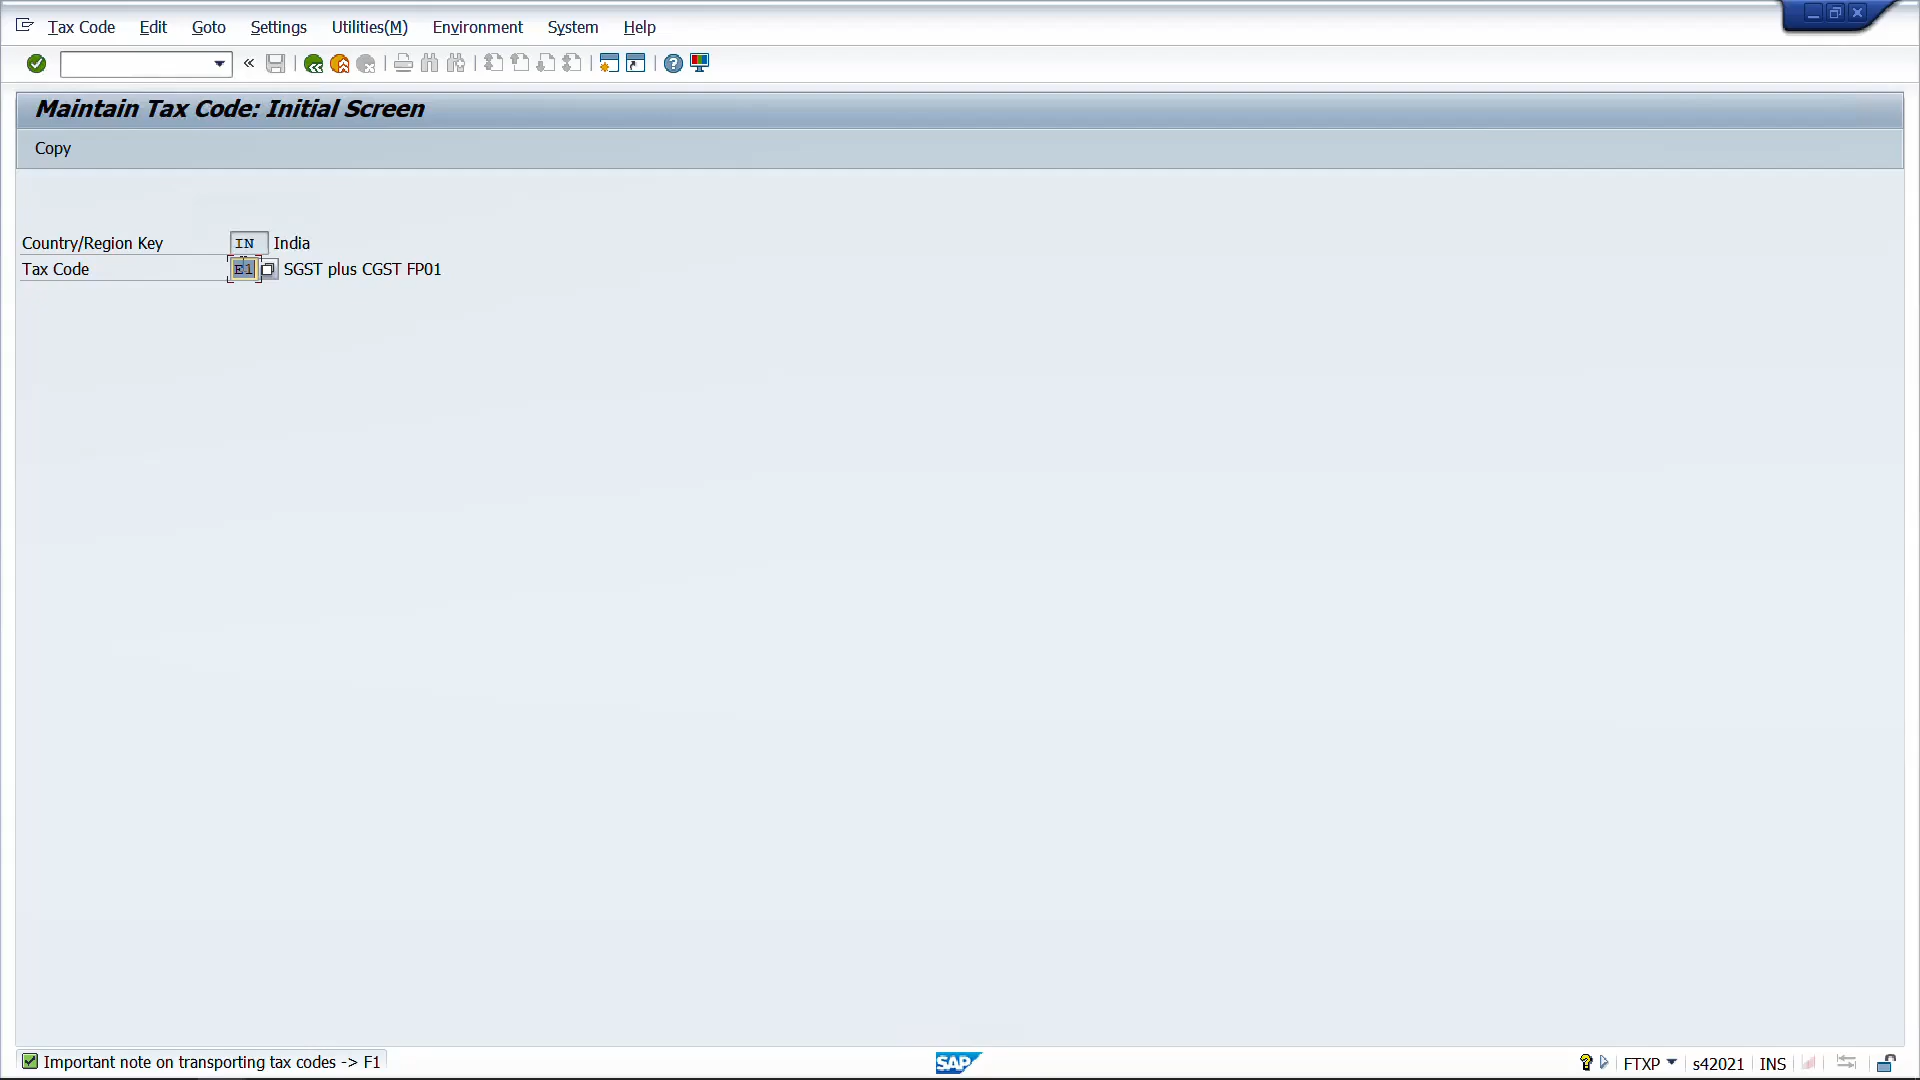 Tax Code Edit Goto Settings Utilities(M) Environment System Help
«
Maintain Tax Code: Initial Screen
Copy
Country/Region Key IN India
Tax Code E1 SGST plus CGST FP01
Important note on transporting tax codes -> F1
SAP
FTXP s42021 INS